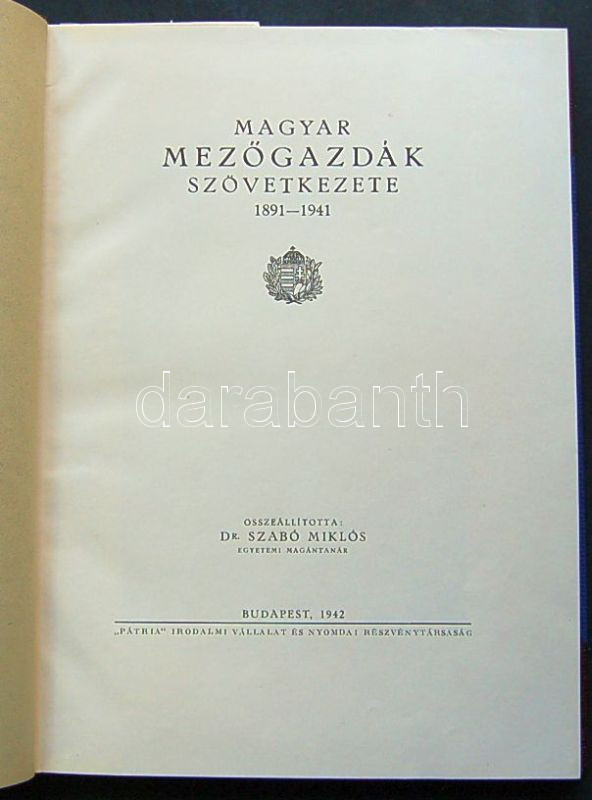 MAGYAR
MEZŐGAZDÁK
SZÖVETKEZETE
1891—1941
darabanth
ÖSSZEÁLLÍTOTTA:
DR. SZABÓ MIKLÓS
EGYETEMI MAGÁNTANÁR
BUDAPEST, 1942
„PÁTRIA“ IRODALMI VÁLLALAT ÉS NYOMDAI RÉSZVÉNYTÁRSASÁG